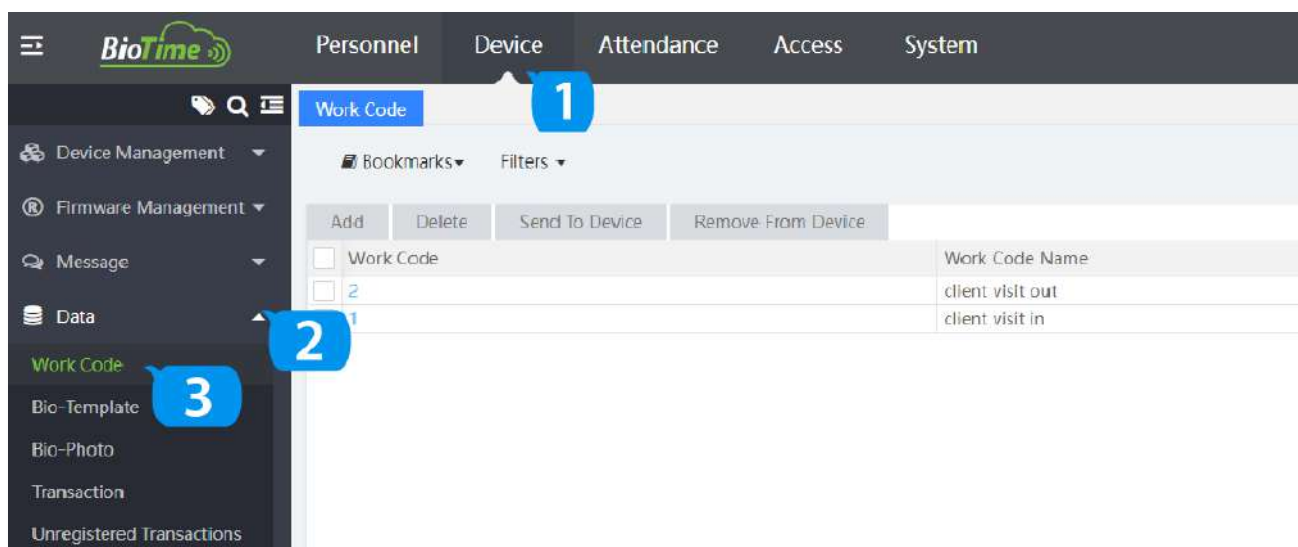 BioTime Personnel Device Attendance Access System
1
Work Code
Device Management
Bookmarks Filters
Firmware Management
Add Delete Send To Device Remove From Device
Message
Work Code Work Code Name
2 client visit out
Data
1 client visit in
2
Work Code
3
Bio-Template
Bio-Photo
Transaction
Unregistered Transactions